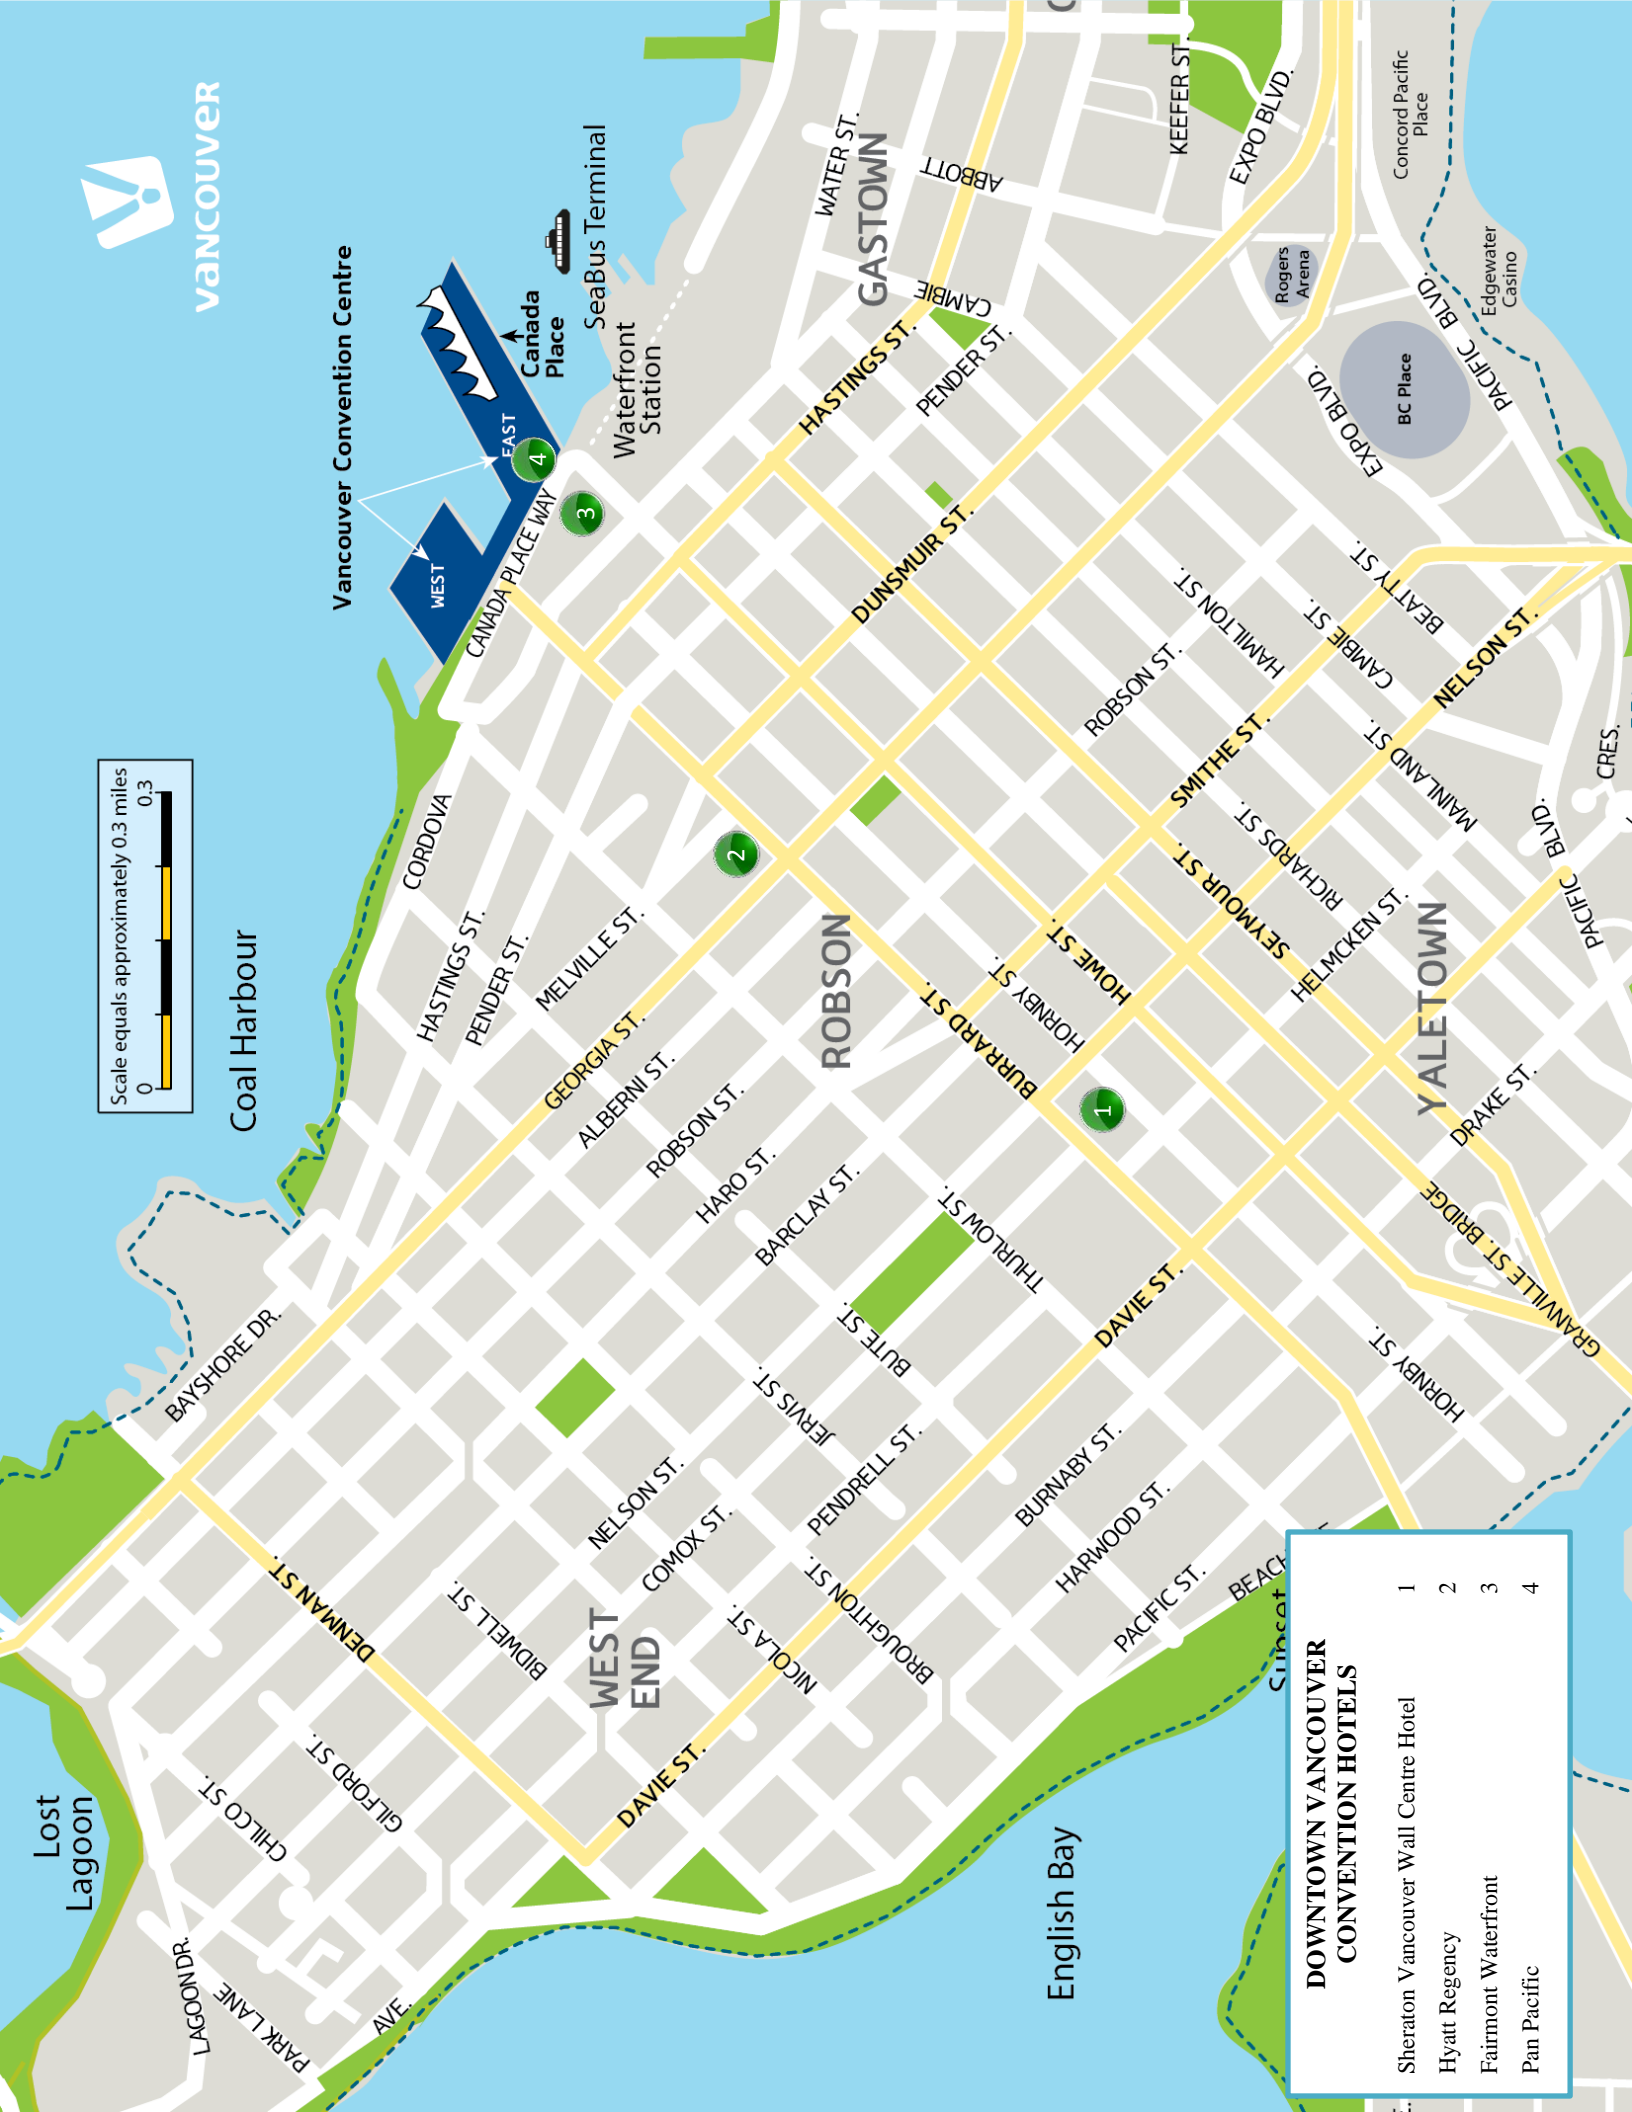 VANCOUVER
Vancouver Convention Centre
WEST
EAST
Canada
Place
SeaBus Terminal
Waterfront
Station
CANADA PLACE WAY
4
3
2
1
Scale equals approximately 0.3 miles
0
0.3
Coal Harbour
CORDOVA
HASTINGS ST.
PENDER ST.
MELVILLE ST.
GEORGIA ST.
ALBERNI ST.
ROBSON ST.
HARO ST.
BARCLAY ST.
BAYSHORE DR.
WATER ST.
GASTOWN
ABBOTT
CAMBIE
HASTINGS ST.
PENDER ST.
KEEFER ST.
EXPO BLVD.
Concord Pacific
Place
Rogers
Arena
Edgewater
Casino
BC Place
PACIFIC BLVD.
EXPO BLVD.
DUNSMUIR ST.
ROBSON ST.
HAMILTON ST.
BEATTY ST.
CAMBIE ST.
NELSON ST.
SMITHE ST.
MAINLAND ST.
RICHARDS ST.
SEYMOUR ST.
HOWE ST.
HORNBY ST.
BURRARD ST.
ROBSON
HELMCKEN ST.
YALETOWN
PACIFIC BLVD.
CRES.
DRAKE ST.
GRANVILLE ST. BRIDGE
HORNBY ST.
THURLOW ST.
BUTE ST.
JERVIS ST.
DAVIE ST.
NELSON ST.
COMOX ST.
PENDRELL ST.
BROUGHTON ST.
NICOLA ST.
BURNABY ST.
HARWOOD ST.
PACIFIC ST.
BEACH
Sunset
BIDWELL ST.
WEST
END
DENMAN ST.
DAVIE ST.
GILFORD ST.
CHILCO ST.
Lost
Lagoon
LAGOON DR.
PARK LANE
AVE.
English Bay
DOWNTOWN VANCOUVER
CONVENTION HOTELS
Sheraton Vancouver Wall Centre Hotel 1
Hyatt Regency 2
Fairmont Waterfront 3
Pan Pacific 4